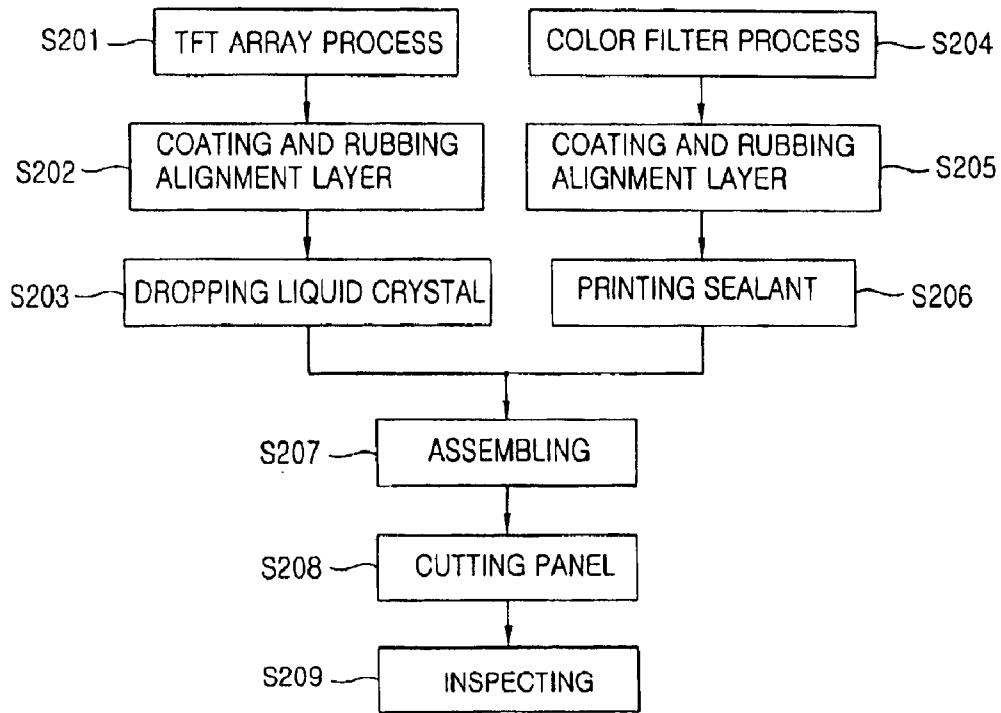 S201
TFT ARRAY PROCESS
COLOR FILTER PROCESS
S204
S202
COATING AND RUBBING
ALIGNMENT LAYER
COATING AND RUBBING
ALIGNMENT LAYER
S205
S203
DROPPING LIQUID CRYSTAL
PRINTING SEALANT
S206
S207
ASSEMBLING
S208
CUTTING PANEL
S209
INSPECTING